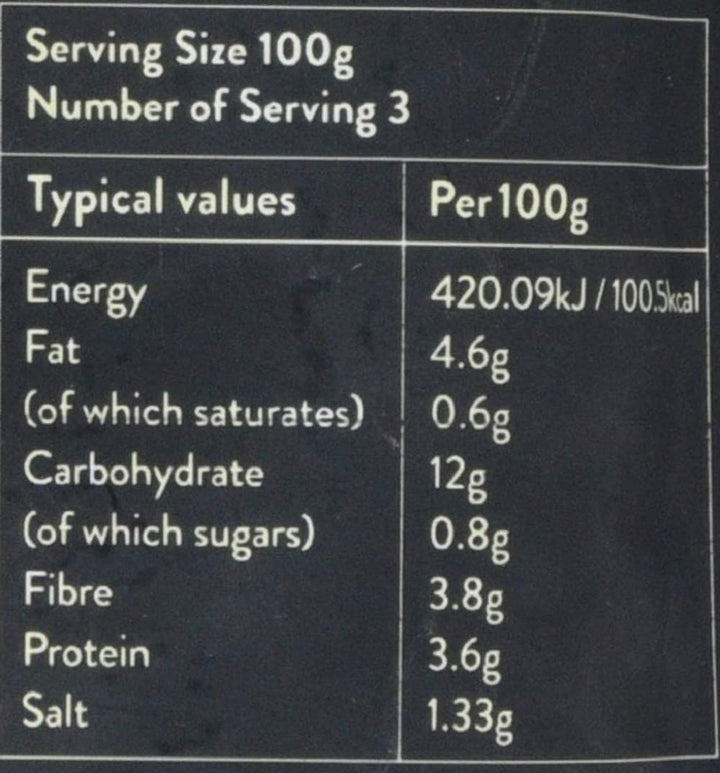 Serving Size 100g
Number of Serving 3
Typical values Per 100g
Energy 420.09kJ / 100.5kcal
Fat 4.6g
(of which saturates) 0.6g
Carbohydrate 12g
(of which sugars) 0.8g
Fibre 3.8g
Protein 3.6g
Salt 1.33g